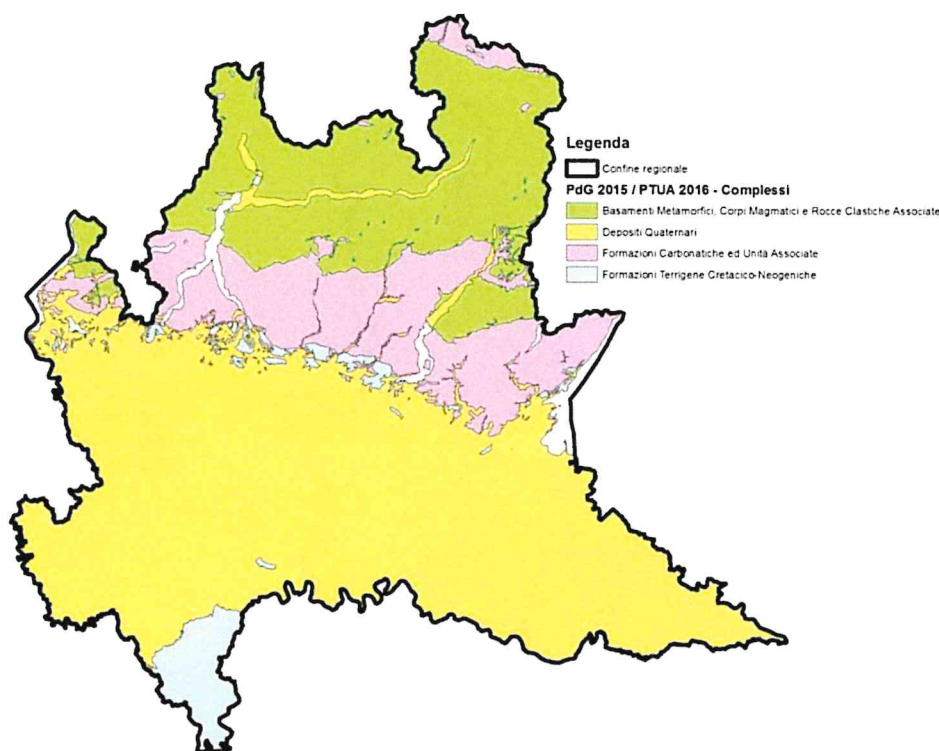 Legenda
Confine regionale
PdG 2015 / PTUA 2016 - Complessi
Basamenti Metamorfici, Corpi Magmatici e Rocce Clastiche Associate
Depositi Quaternari
Formazioni Carbonatiche ed Unità Associate
Formazioni Terrigene Cretacico-Neogeniche